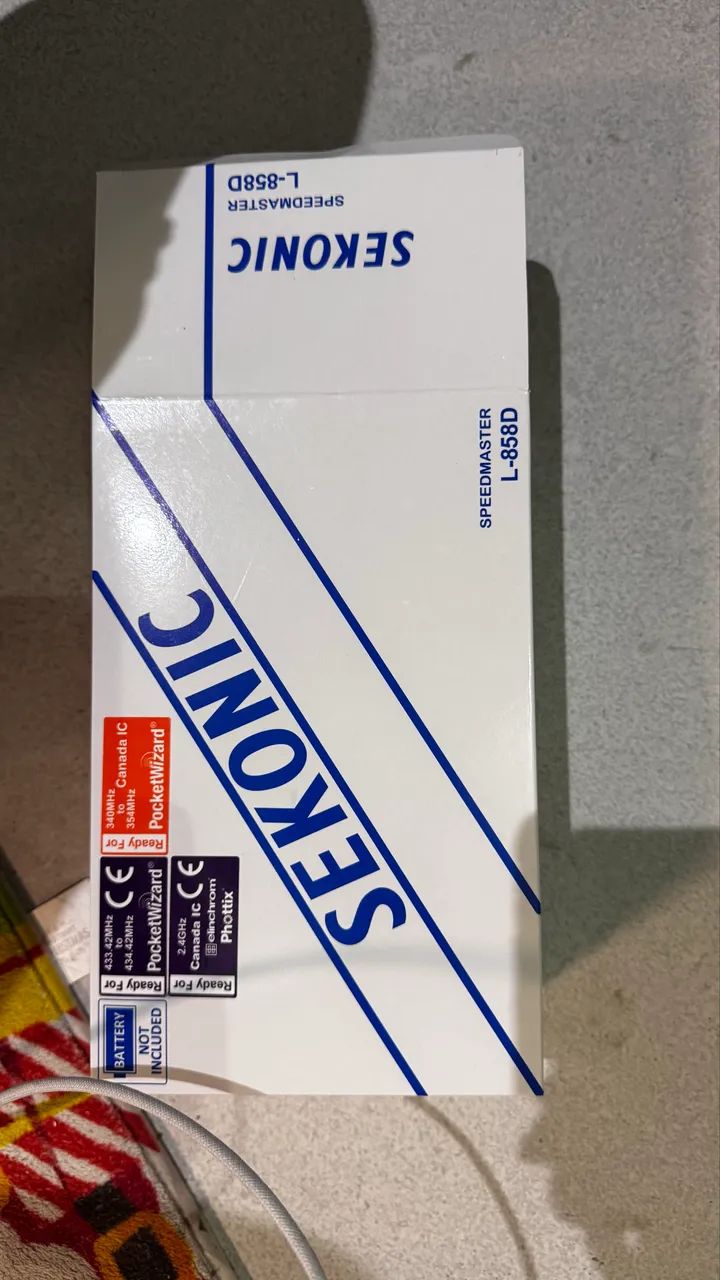 SEKONIC
SPEEDMASTER
L-858D
SPEEDMASTER
L-858D
SEKONIC
Ready For
340MHz
to
354MHz
Canada IC
PocketWizard®
Ready For
433.42MHz
to
434.42MHz
CE
PocketWizard®
Ready For
2.4GHz
Canada IC CE
elinchrom
Phottix
BATTERY
NOT
INCLUDED